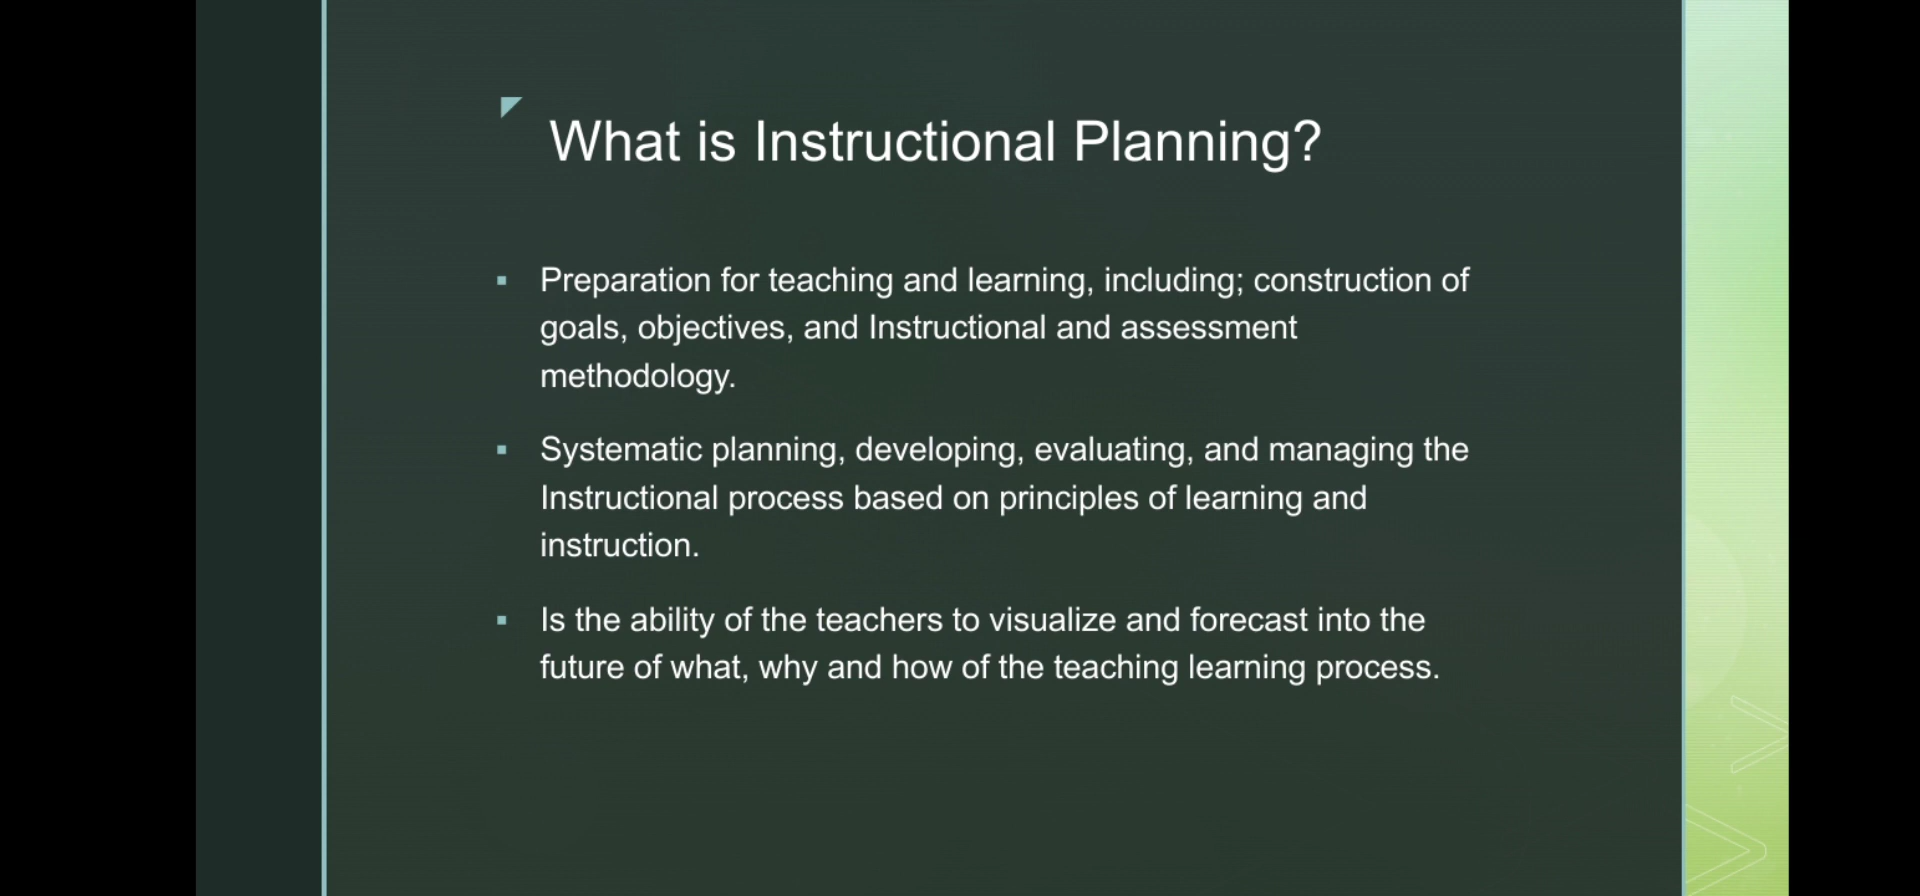 What is Instructional Planning?
▪ Preparation for teaching and learning, including; construction of
goals, objectives, and Instructional and assessment
methodology.
▪ Systematic planning, developing, evaluating, and managing the
Instructional process based on principles of learning and
instruction.
▪ Is the ability of the teachers to visualize and forecast into the
future of what, why and how of the teaching learning process.